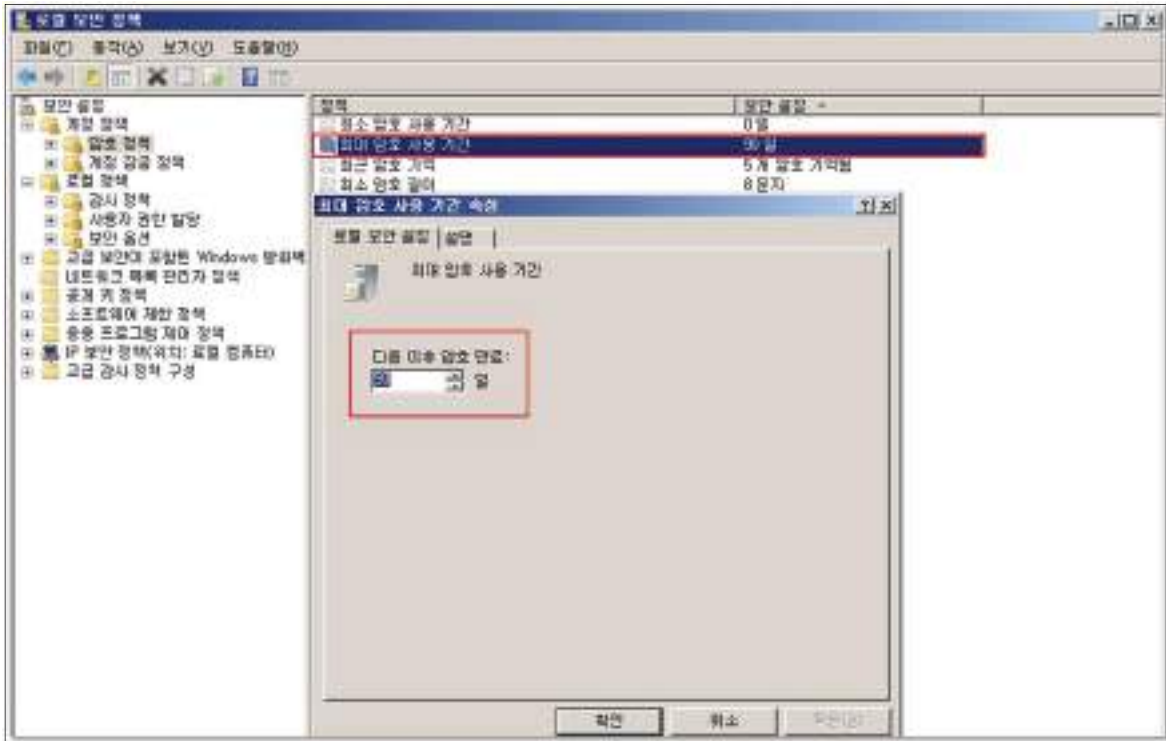 로컬 보안 정책
파일(F) 동작(A) 보기(V) 도움말(H)
보안 설정
계정 정책
암호 정책
계정 잠금 정책
로컬 정책
감사 정책
사용자 권한 할당
보안 옵션
고급 보안이 포함된 Windows 방화벽
네트워크 목록 관리자 정책
공개 키 정책
소프트웨어 제한 정책
응용 프로그램 제어 정책
IP 보안 정책(위치: 로컬 컴퓨터)
고급 감사 정책 구성
정책 보안 설정
최소 암호 사용 기간 0 일
최대 암호 사용 기간 90 일
최근 암호 기억 5 개 암호 기억됨
최소 암호 길이 8 문자
최대 암호 사용 기간 속성
로컬 보안 설정 설명
최대 암호 사용 기간
다음 이후 암호 만료:
일
확인 취소